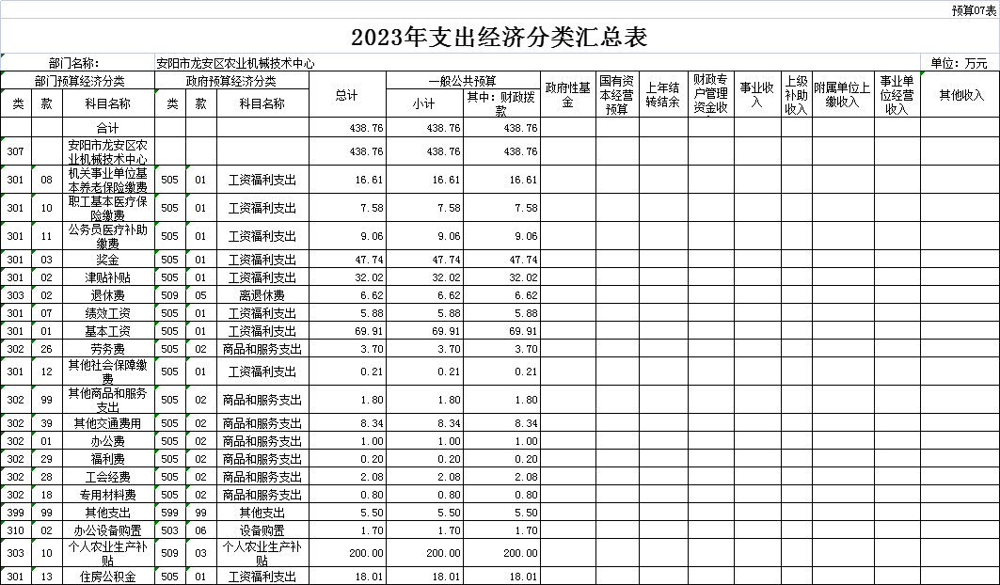 预算07表
2023年支出经济分类汇总表
部门名称： 安阳市龙安区农业机械技术中心 单位：万元
部门预算经济分类 政府预算经济分类 总计 一般公共预算 政府性基金 国有资本经营预算 上年结转结余 财政专户管理资金收 事业收入 上级补助收入 附属单位上缴收入 事业单位经营收入 其他收入
类 款 科目名称 类 款 科目名称 小计 其中：财政拨款
合计 438.76 438.76 438.76
307 安阳市龙安区农业机械技术中心 438.76 438.76 438.76
301 08 机关事业单位基本养老保险缴费 505 01 工资福利支出 16.61 16.61 16.61
301 10 职工基本医疗保险缴费 505 01 工资福利支出 7.58 7.58 7.58
301 11 公务员医疗补助缴费 505 01 工资福利支出 9.06 9.06 9.06
301 03 奖金 505 01 工资福利支出 47.74 47.74 47.74
301 02 津贴补贴 505 01 工资福利支出 32.02 32.02 32.02
303 02 退休费 509 05 离退休费 6.62 6.62 6.62
301 07 绩效工资 505 01 工资福利支出 5.88 5.88 5.88
301 01 基本工资 505 01 工资福利支出 69.91 69.91 69.91
302 26 劳务费 505 02 商品和服务支出 3.70 3.70 3.70
301 12 其他社会保障缴费 505 01 工资福利支出 0.21 0.21 0.21
302 99 其他商品和服务支出 505 02 商品和服务支出 1.80 1.80 1.80
302 39 其他交通费用 505 02 商品和服务支出 8.34 8.34 8.34
302 01 办公费 505 02 商品和服务支出 1.00 1.00 1.00
302 29 福利费 505 02 商品和服务支出 0.20 0.20 0.20
302 28 工会经费 505 02 商品和服务支出 2.08 2.08 2.08
302 18 专用材料费 505 02 商品和服务支出 0.80 0.80 0.80
399 99 其他支出 599 99 其他支出 5.50 5.50 5.50
310 02 办公设备购置 503 06 设备购置 1.70 1.70 1.70
303 10 个人农业生产补贴 509 03 个人农业生产补贴 200.00 200.00 200.00
301 13 住房公积金 505 01 工资福利支出 18.01 18.01 18.01